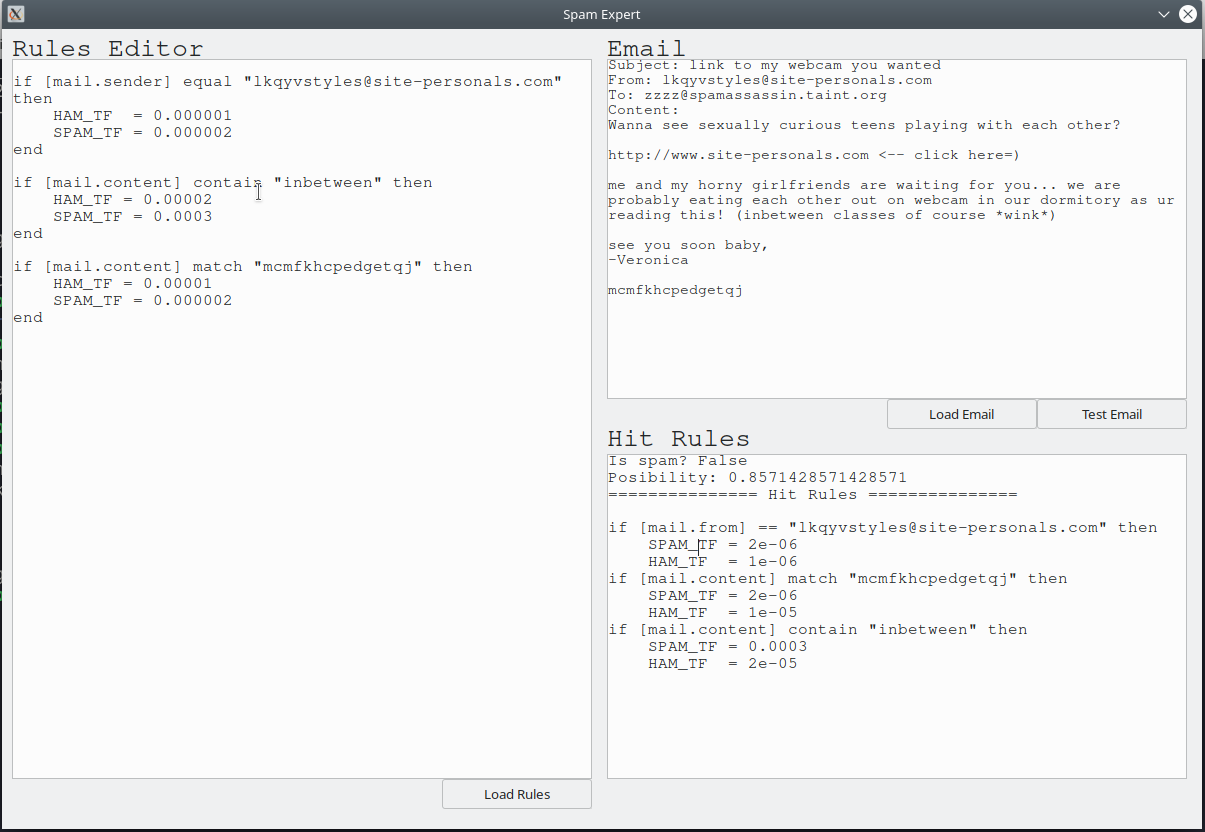 Spam Expert
Rules Editor
if [mail.sender] equal "lkqyvstyles@site-personals.com"
then
    HAM_TF  = 0.000001
    SPAM_TF = 0.000002
end
if [mail.content] contain "inbetween" then
    HAM_TF = 0.00002
    SPAM_TF = 0.0003
end
if [mail.content] match "mcmfkhcpedgetqj" then
    HAM_TF = 0.00001
    SPAM_TF = 0.000002
end
Load Rules
Email
Subject: link to my webcam you wanted
From: lkqyvstyles@site-personals.com
To: zzzz@spamassassin.taint.org
Content:
Wanna see sexually curious teens playing with each other?
http://www.site-personals.com <-- click here=)
me and my horny girlfriends are waiting for you... we are
probably eating each other out on webcam in our dormitory as ur
reading this! (inbetween classes of course *wink*)
see you soon baby,
-Veronica
mcmfkhcpedgetqj
Load Email
Test Email
Hit Rules
Is spam? False
Posibility: 0.8571428571428571
=============== Hit Rules ===============
if [mail.from] == "lkqyvstyles@site-personals.com" then
    SPAM_TF = 2e-06
    HAM_TF  = 1e-06
if [mail.content] match "mcmfkhcpedgetqj" then
    SPAM_TF = 2e-06
    HAM_TF  = 1e-05
if [mail.content] contain "inbetween" then
    SPAM_TF = 0.0003
    HAM_TF  = 2e-05